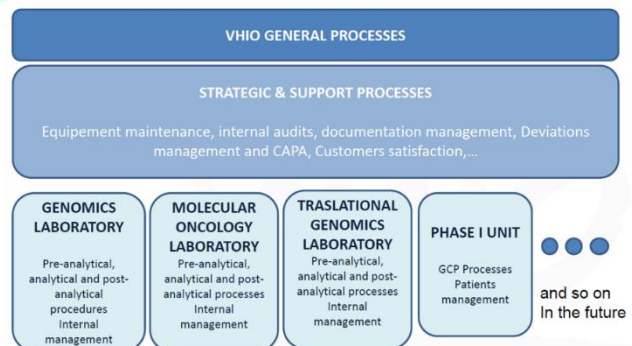 VHIO GENERAL PROCESSES
STRATEGIC & SUPPORT PROCESSES
Equipement maintenance, internal audits, documentation management, Deviations
management and CAPA, Customers satisfaction,...
GENOMICS
LABORATORY
Pre-analytical,
analytical and post-
analytical
procedures
Internal
management
MOLECULAR
ONCOLOGY
LABORATORY
Pre-analytical,
analytical and post-
analytical processes
Internal
management
TRASLATIONAL
GENOMICS
LABORATORY
Pre-analytical,
analytical and post-
analytical processes
Internal
management
PHASE I UNIT
GCP Processes
Patients
management
and so on
In the future